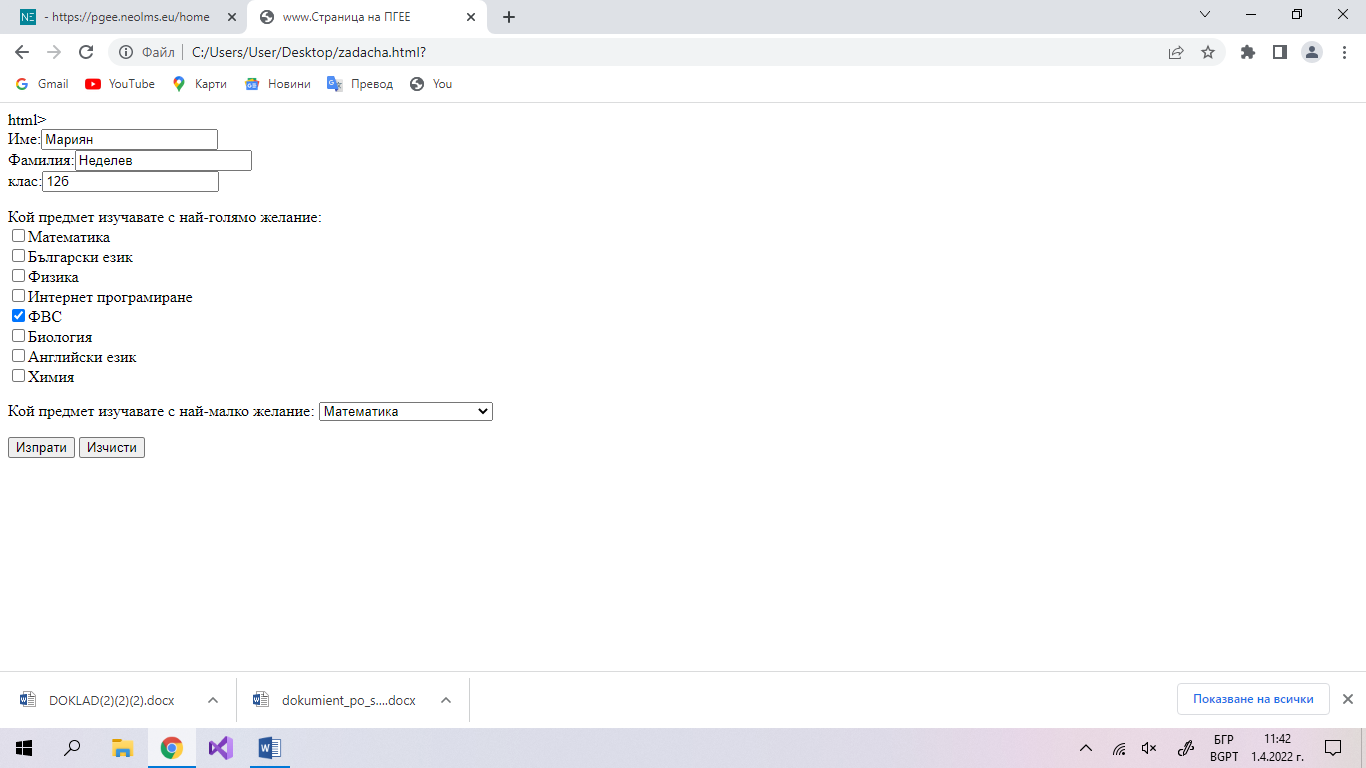 - https://pgee.neolms.eu/home
www.Страница на ПГЕЕ
Файл
C:/Users/User/Desktop/zadacha.html?
Gmail
YouTube
Карти
Новини
Превод
You
html>
Име: Мариян
Фамилия: Неделев
клас: 12б
Кой предмет изучавате с най-голямо желание:
Математика
Български език
Физика
Интернет програмиране
ФВС
Биология
Английски език
Химия
Кой предмет изучавате с най-малко желание: Математика
Изпрати Изчисти
DOKLAD(2)(2)(2).docx
dokumient_po_s....docx
Показване на всички
БГР
BGPT
11:42
1.4.2022 г.